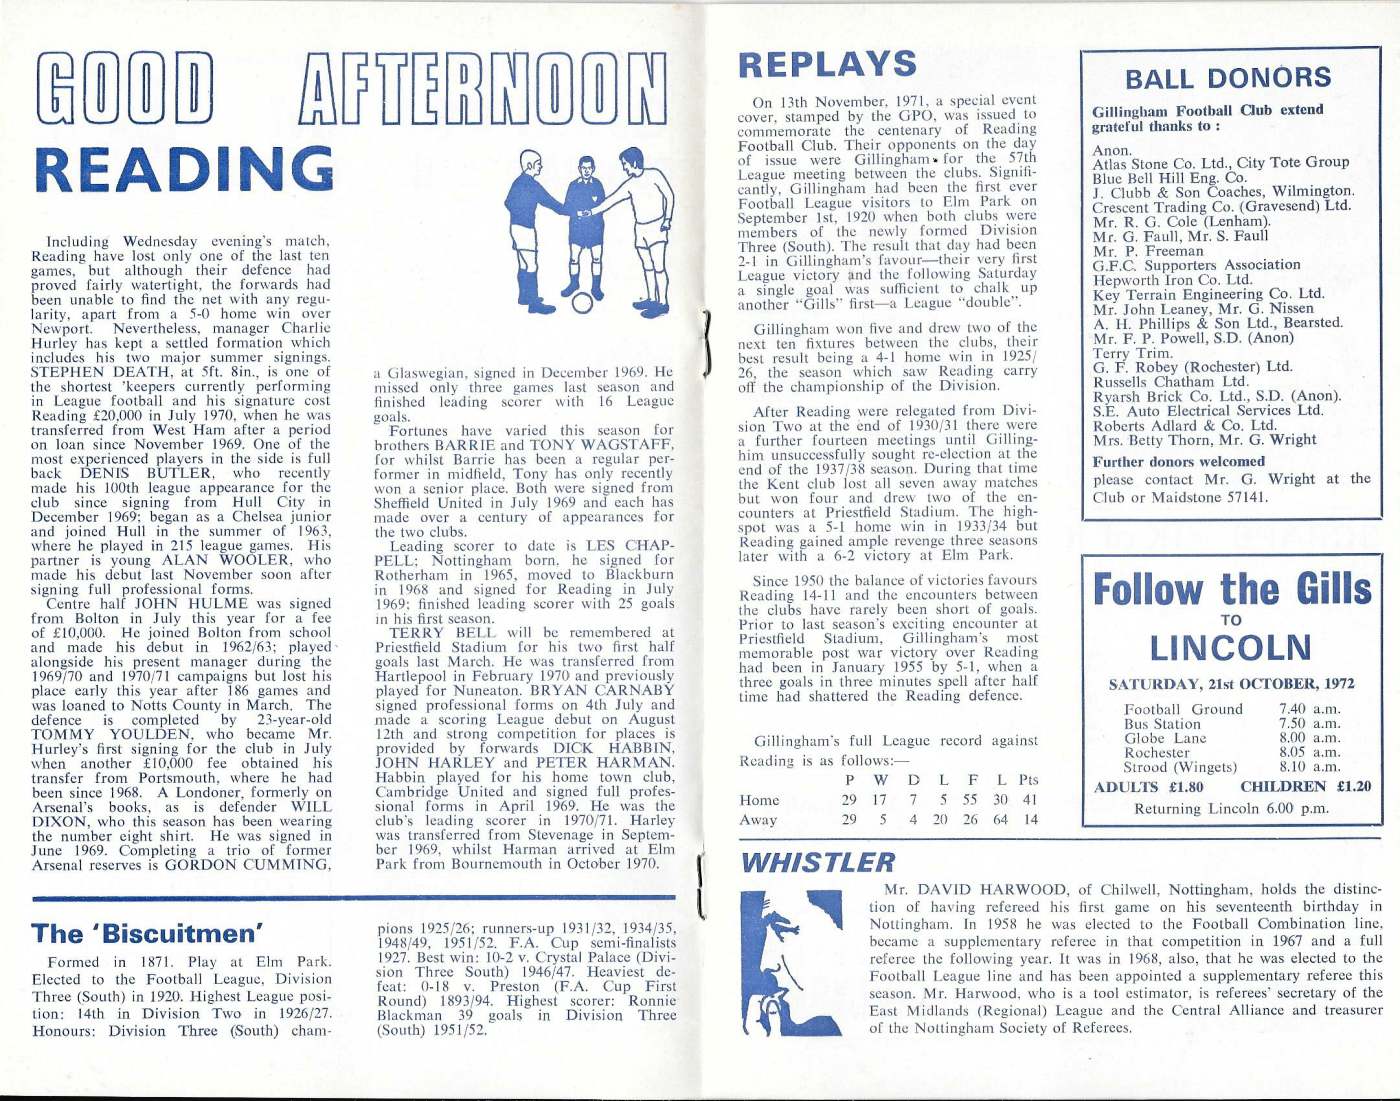 GOOD AFTERNOON
READING
Including Wednesday evening's match,
Reading have lost only one of the last ten
games, but although their defence had
proved fairly watertight, the forwards had
been unable to find the net with any regu-
larity, apart from a 5-0 home win over
Newport. Nevertheless, manager Charlie
Hurley has kept a settled formation which
includes his two major summer signings.
STEPHEN DEATH, at 5ft. 8in., is one of
the shortest 'keepers currently performing
in League football and his signature cost
Reading £20,000 in July 1970, when he was
transferred from West Ham after a period
on loan since November 1969. One of the
most experienced players in the side is full
back DENIS BUTLER, who recently
made his 100th league appearance for the
club since signing from Hull City in
December 1969; began as a Chelsea junior
and joined Hull in the summer of 1963,
where he played in 215 league games. His
partner is young ALAN WOOLER, who
made his debut last November soon after
signing full professional forms.
Centre half JOHN HULME was signed
from Bolton in July this year for a fee
of £10,000. He joined Bolton from school
and made his debut in 1962/63; played
alongside his present manager during the
1969/70 and 1970/71 campaigns but lost his
place early this year after 186 games and
was loaned to Notts County in March. The
defence is completed by 23-year-old
TOMMY YOULDEN, who became Mr.
Hurley's first signing for the club in July
when another £10,000 fee obtained his
transfer from Portsmouth, where he had
been since 1968. A Londoner, formerly on
Arsenal's books, as is defender WILL
DIXON, who this season has been wearing
the number eight shirt. He was signed in
June 1969. Completing a trio of former
Arsenal reserves is GORDON CUMMING,
a Glaswegian, signed in December 1969. He
missed only three games last season and
finished leading scorer with 16 League
goals.
Fortunes have varied this season for
brothers BARRIE and TONY WAGSTAFF,
for whilst Barrie has been a regular per-
former in midfield, Tony has only recently
won a senior place. Both were signed from
Sheffield United in July 1969 and each has
made over a century of appearances for
the two clubs.
Leading scorer to date is LES CHAP-
PELL; Nottingham born, he signed for
Rotherham in 1965, moved to Blackburn
in 1968 and signed for Reading in July
1969; finished leading scorer with 25 goals
in his first season.
TERRY BELL will be remembered at
Priestfield Stadium for his two first half
goals last March. He was transferred from
Hartlepool in February 1970 and previously
played for Nuneaton. BRYAN CARNABY
signed professional forms on 4th July and
made a scoring League debut on August
12th and strong competition for places is
provided by forwards DICK HABBIN,
JOHN HARLEY and PETER HARMAN.
Habbin played for his home town club,
Cambridge United and signed full profes-
sional forms in April 1969. He was the
club's leading scorer in 1970/71. Harley
was transferred from Stevenage in Septem-
ber 1969, whilst Harman arrived at Elm
Park from Bournemouth in October 1970.
The 'Biscuitmen'
Formed in 1871. Play at Elm Park.
Elected to the Football League, Division
Three (South) in 1920. Highest League posi-
tion: 14th in Division Two in 1926/27.
Honours: Division Three (South) cham-
pions 1925/26; runners-up 1931/32, 1934/35,
1948/49, 1951/52. F.A. Cup semi-finalists
1927. Best win: 10-2 v. Crystal Palace (Divi-
sion Three South) 1946/47. Heaviest de-
feat: 0-18 v. Preston (F.A. Cup First
Round) 1893/94. Highest scorer: Ronnie
Blackman 39 goals in Division Three
(South) 1951/52.
REPLAYS
On 13th November, 1971, a special event
cover, stamped by the GPO, was issued to
commemorate the centenary of Reading
Football Club. Their opponents on the day
of issue were Gillingham for the 57th
League meeting between the clubs. Signifi-
cantly, Gillingham had been the first ever
Football League visitors to Elm Park on
September 1st, 1920 when both clubs were
members of the newly formed Division
Three (South). The result that day had been
2-1 in Gillingham's favour—their very first
League victory and the following Saturday
a single goal was sufficient to chalk up
another "Gills" first—a League "double".
Gillingham won five and drew two of the
next ten fixtures between the clubs, their
best result being a 4-1 home win in 1925/
26, the season which saw Reading carry
off the championship of the Division.
After Reading were relegated from Divi-
sion Two at the end of 1930/31 there were
a further fourteen meetings until Gilling-
ham unsuccessfully sought re-election at the
end of the 1937/38 season. During that time
the Kent club lost all seven away matches
but won four and drew two of the en-
counters at Priestfield Stadium. The high-
spot was a 5-1 home win in 1933/34 but
Reading gained ample revenge three seasons
later with a 6-2 victory at Elm Park.
Since 1950 the balance of victories favours
Reading 14-11 and the encounters between
the clubs have rarely been short of goals.
Prior to last season's exciting encounter at
Priestfield Stadium, Gillingham's most
memorable post war victory over Reading
had been in January 1955 by 5-1, when a
three goals in three minutes spell after half
time had shattered the Reading defence.
Gillingham's full League record against
Reading is as follows:—
P W D L F L Pts
Home 29 17 7 5 55 30 41
Away 29 5 4 20 26 64 14
BALL DONORS
Gillingham Football Club extend
grateful thanks to :
Anon.
Atlas Stone Co. Ltd., City Tote Group
Blue Bell Hill Eng. Co.
J. Clubb & Son Coaches, Wilmington.
Crescent Trading Co. (Gravesend) Ltd.
Mr. R. G. Cole (Lenham).
Mr. G. Faull, Mr. S. Faull
Mr. P. Freeman
G.F.C. Supporters Association
Hepworth Iron Co. Ltd.
Key Terrain Engineering Co. Ltd.
Mr. John Leaney, Mr. G. Nissen
A. H. Phillips & Son Ltd., Bearsted.
Mr. F. P. Powell, S.D. (Anon)
Terry Trim.
G. F. Robey (Rochester) Ltd.
Russells Chatham Ltd.
Ryarsh Brick Co. Ltd., S.D. (Anon).
S.E. Auto Electrical Services Ltd.
Roberts Adlard & Co. Ltd.
Mrs. Betty Thorn, Mr. G. Wright
Further donors welcomed
please contact Mr. G. Wright at the
Club or Maidstone 57141.
Follow the Gills
TO
LINCOLN
SATURDAY, 21st OCTOBER, 1972
Football Ground 7.40 a.m.
Bus Station 7.50 a.m.
Globe Lane 8.00 a.m.
Rochester 8.05 a.m.
Strood (Wingets) 8.10 a.m.
ADULTS £1.80 CHILDREN £1.20
Returning Lincoln 6.00 p.m.
WHISTLER
Mr. DAVID HARWOOD, of Chilwell, Nottingham, holds the distinc-
tion of having refereed his first game on his seventeenth birthday in
Nottingham. In 1958 he was elected to the Football Combination line,
became a supplementary referee in that competition in 1967 and a full
referee the following year. It was in 1968, also, that he was elected to the
Football League line and has been appointed a supplementary referee this
season. Mr. Harwood, who is a tool estimator, is referees' secretary of the
East Midlands (Regional) League and the Central Alliance and treasurer
of the Nottingham Society of Referees.